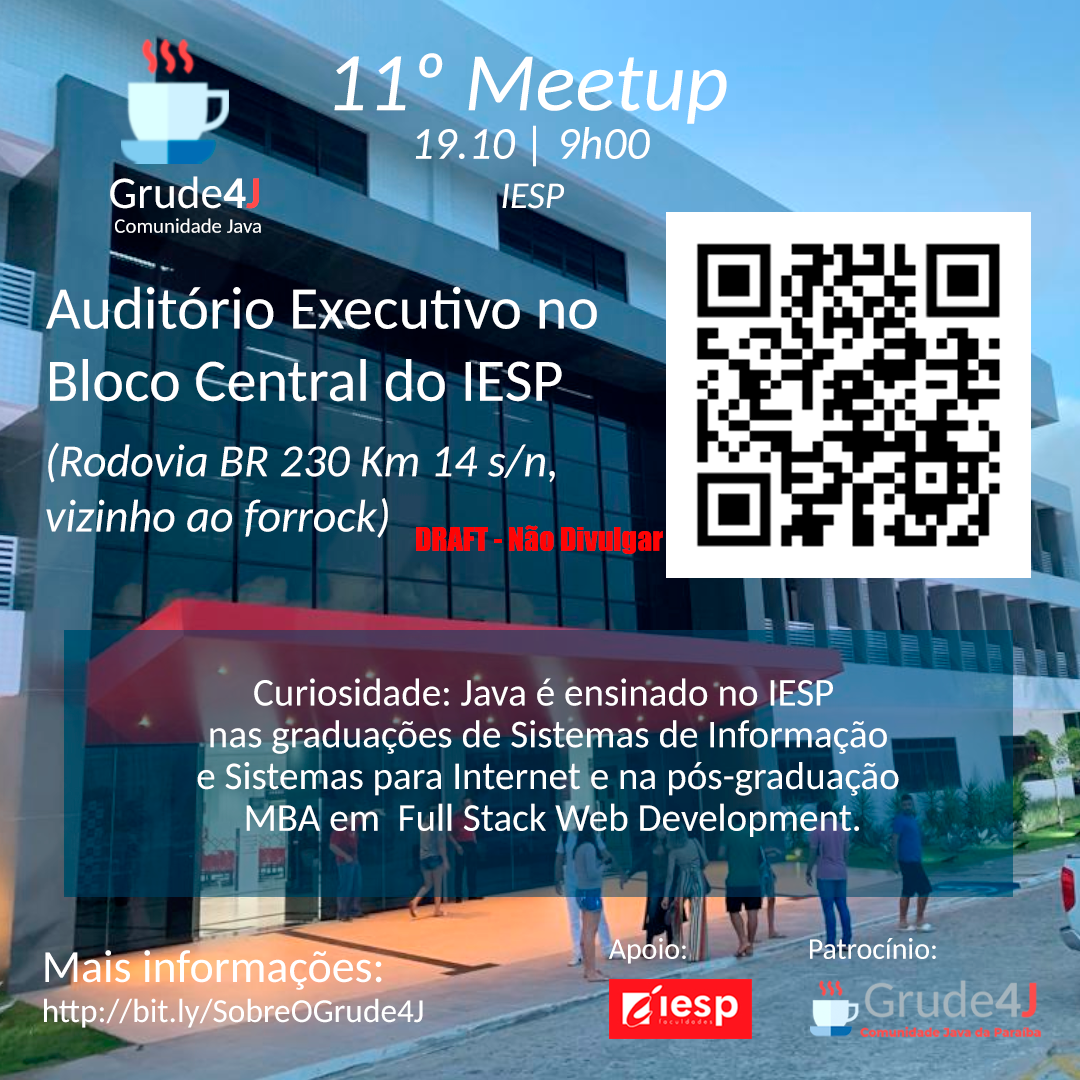 11º Meetup
19.10 | 9h00
IESP
Grude4J
Comunidade Java
Auditório Executivo no
Bloco Central do IESP
(Rodovia BR 230 Km 14 s/n,
vizinho ao forrock)
DRAFT - Não Divulgar
Curiosidade: Java é ensinado no IESP
nas graduações de Sistemas de Informação
e Sistemas para Internet e na pós-graduação
MBA em  Full Stack Web Development.
Mais informações:
http://bit.ly/SobreOGrude4J
Apoio:
iesp
faculdades
Patrocínio:
Grude4J
Comunidade Java da Paraíba